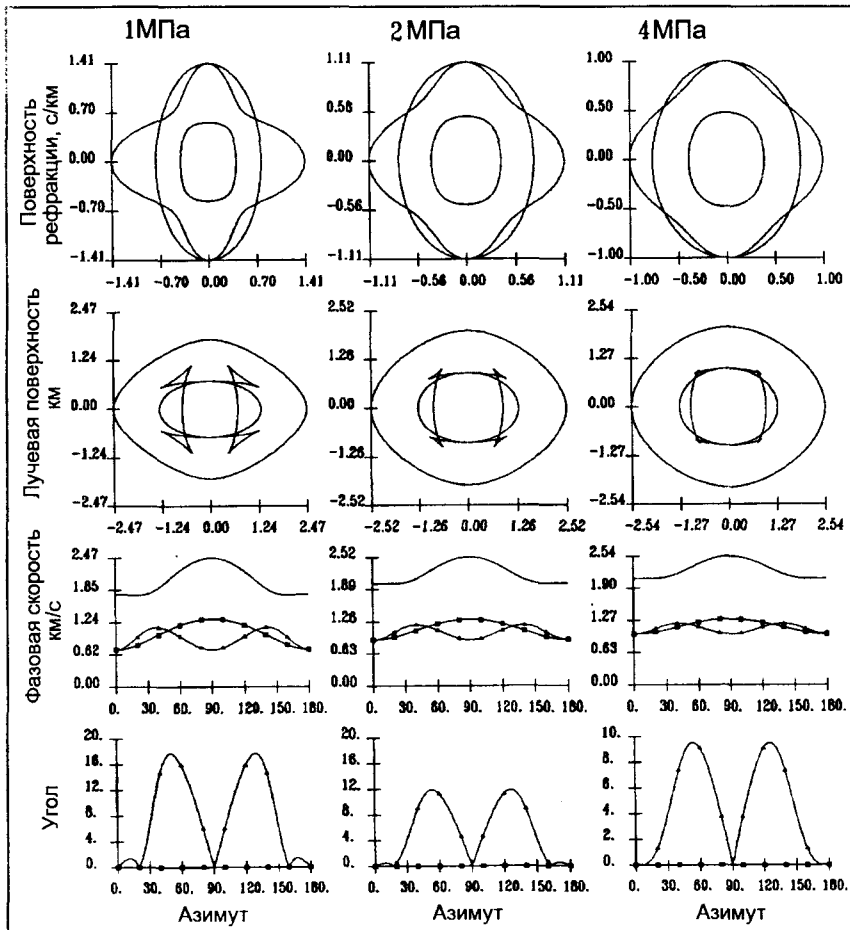 1МПа 2МПа 4МПа
Поверхность рефракции, с/км
1.41 0.70 0.00 -0.70 -1.41
-1.41 -0.70 0.00 0.70 1.41
1.11 0.56 0.00 -0.56 -1.11
-1.11 -0.56 0.00 0.56 1.11
1.00 0.50 0.00 -0.50 -1.00
-1.00 -0.50 0.00 0.50 1.00
Лучевая поверхность км
2.47 1.24 0.00 -1.24 -2.47
-2.47 -1.24 0.00 1.24 2.47
2.52 1.26 0.00 -1.26 -2.52
-2.52 -1.26 0.00 1.26 2.52
2.54 1.27 0.00 -1.27 -2.54
-2.54 -1.27 0.00 1.27 2.54
Фазовая скорость км/с
2.47 1.85 1.24 0.62 0.00
0. 30. 60. 90. 120. 150. 180.
2.52 1.89 1.26 0.63 0.00
0. 30. 60. 90. 120. 150. 180.
2.54 1.90 1.27 0.63 0.00
0. 30. 60. 90. 120. 150. 180.
Угол
20. 16. 12. 8. 4. 0.
0. 30. 60. 90. 120. 150. 180.
Азимут
20. 16. 12. 8. 4. 0.
0. 30. 60. 90. 120. 150. 180.
Азимут
10. 8. 6. 4. 2. 0.
0. 30. 60. 90. 120. 150. 180.
Азимут